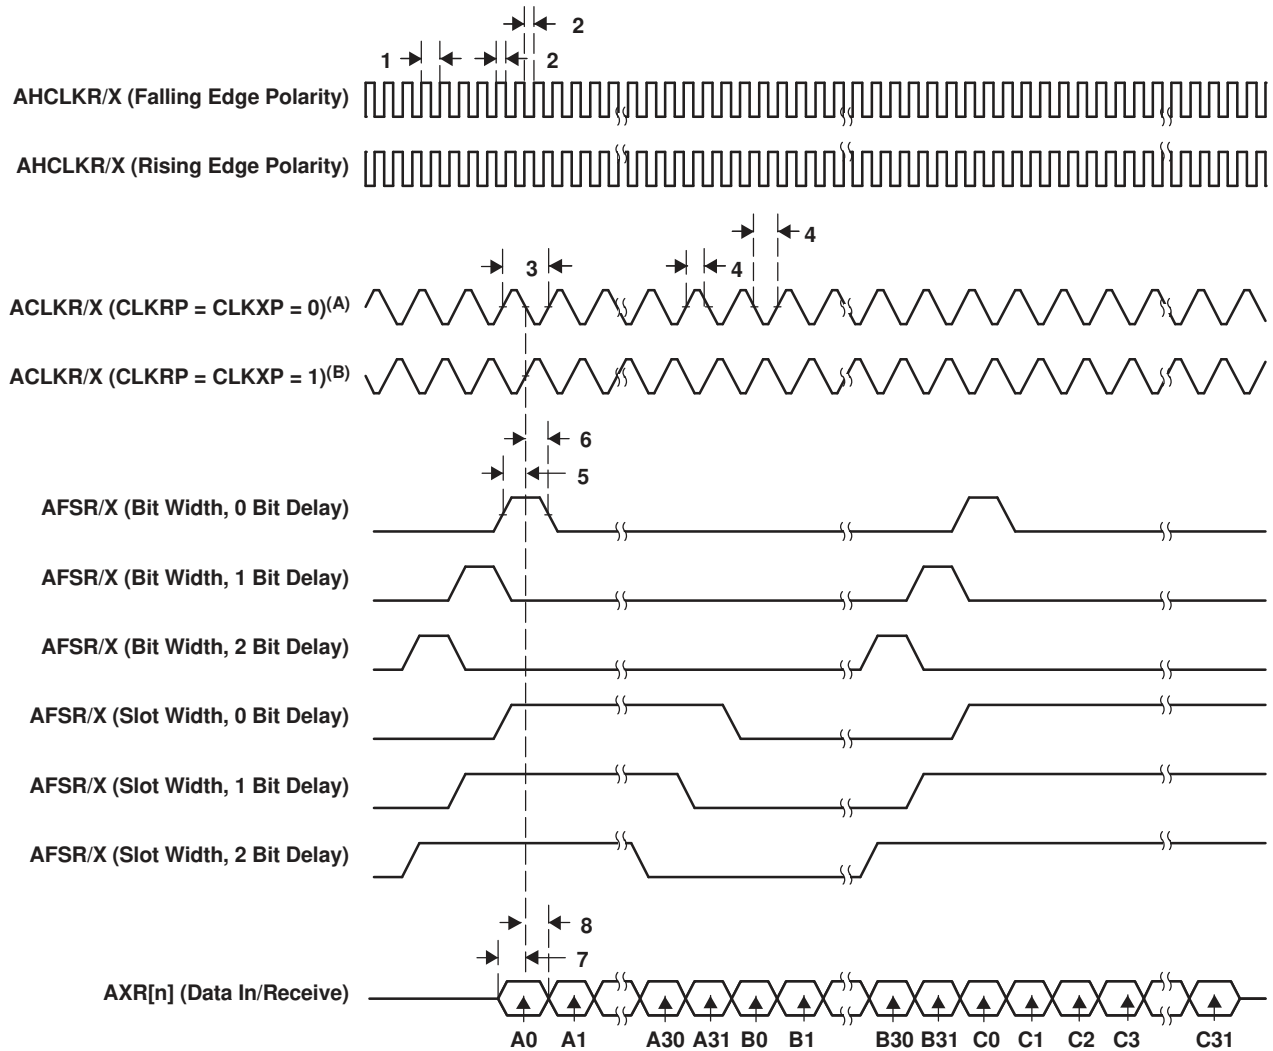 2
1
2
AHCLKR/X (Falling Edge Polarity)
AHCLKR/X (Rising Edge Polarity)
4
3
4
ACLKR/X (CLKRP = CLKXP = 0)(A)
ACLKR/X (CLKRP = CLKXP = 1)(B)
6
5
AFSR/X (Bit Width, 0 Bit Delay)
AFSR/X (Bit Width, 1 Bit Delay)
AFSR/X (Bit Width, 2 Bit Delay)
AFSR/X (Slot Width, 0 Bit Delay)
AFSR/X (Slot Width, 1 Bit Delay)
AFSR/X (Slot Width, 2 Bit Delay)
8
7
AXR[n] (Data In/Receive)
A0 A1 A30 A31 B0 B1 B30 B31 C0 C1 C2 C3 C31